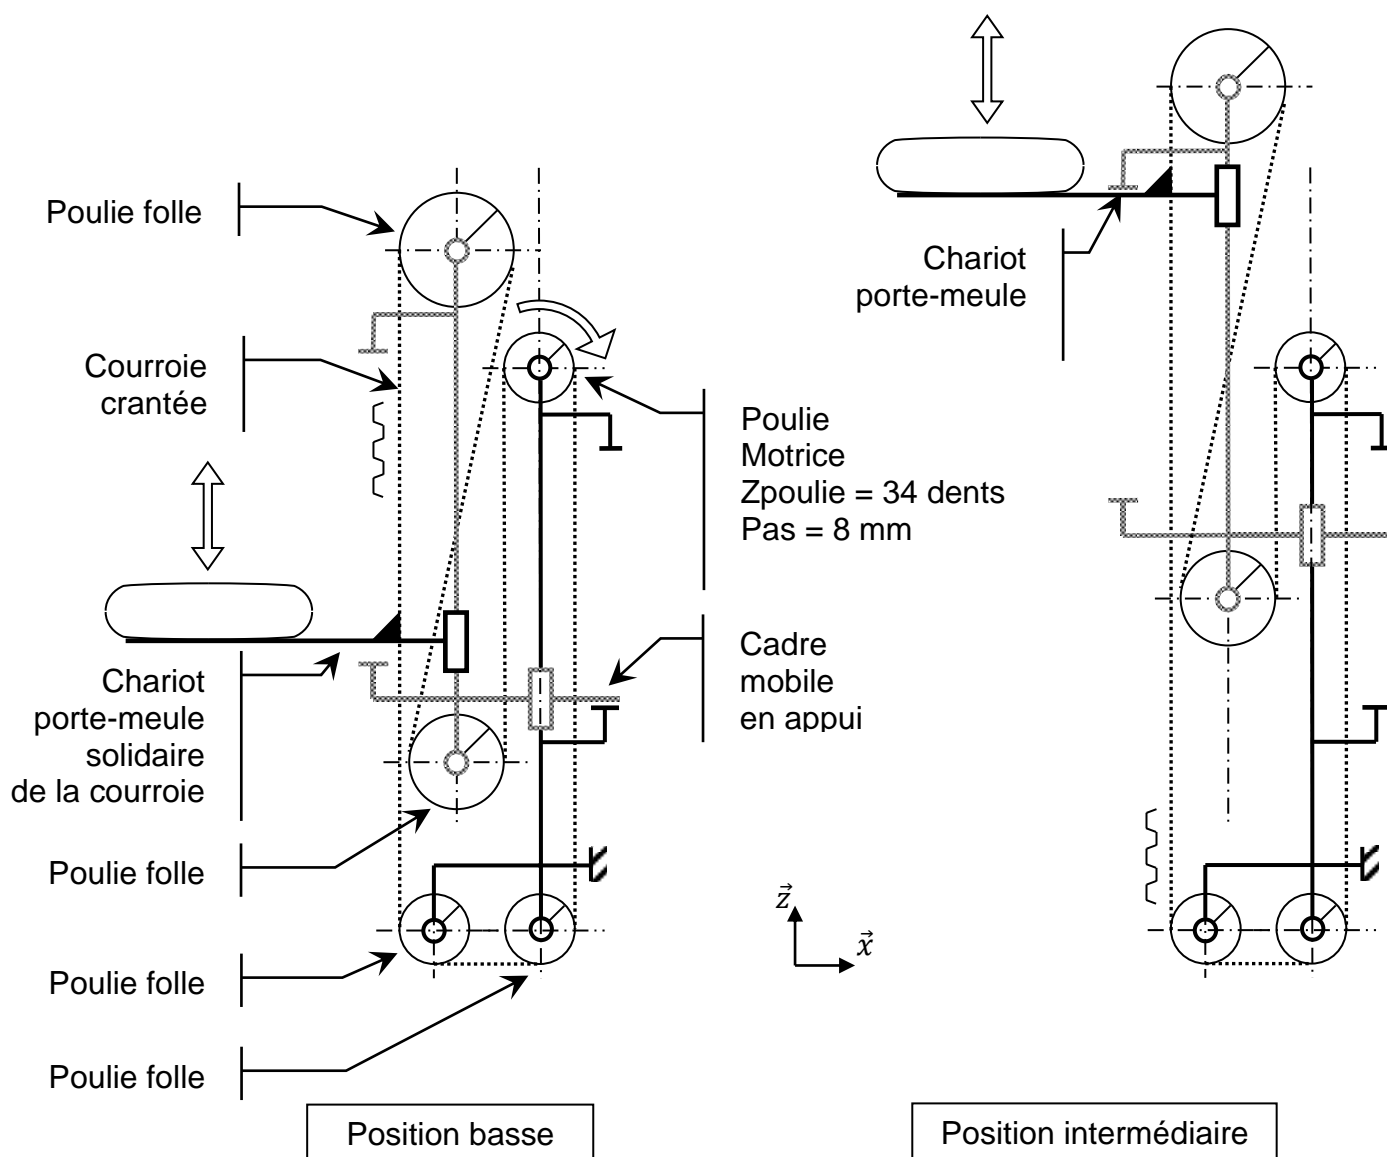 Poulie folle
Courroie
crantée
Chariot
porte-meule
solidaire
de la courroie
Poulie folle
Poulie folle
Poulie folle
Poulie
Motrice
Zpoulie = 34 dents
Pas = 8 mm
Cadre
mobile
en appui
Chariot
porte-meule
z⃗
x⃗
Position basse
Position intermédiaire